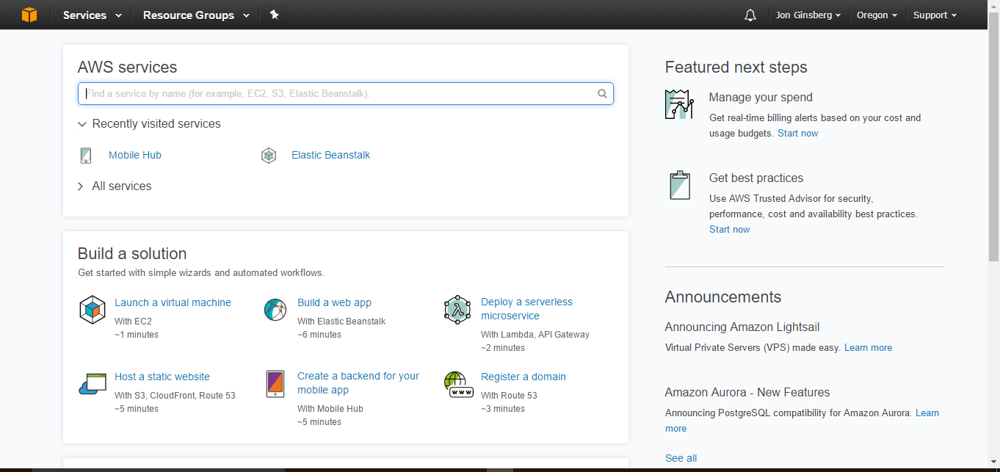 Services
Resource Groups
Jon Ginsberg
Oregon
Support
AWS services
Find a service by name (for example, EC2, S3, Elastic Beanstalk).
Recently visited services
Mobile Hub
Elastic Beanstalk
All services
Build a solution
Get started with simple wizards and automated workflows.
Launch a virtual machine
With EC2
~1 minutes
Build a web app
With Elastic Beanstalk
~6 minutes
Deploy a serverless
microservice
With Lambda, API Gateway
~2 minutes
Host a static website
With S3, CloudFront, Route 53
~5 minutes
Create a backend for your
mobile app
With Mobile Hub
~5 minutes
www
Register a domain
With Route 53
~3 minutes
Featured next steps
Manage your spend
Get real-time billing alerts based on your cost and
usage budgets. Start now
Get best practices
Use AWS Trusted Advisor for security,
performance, cost and availability best practices.
Start now
Announcements
Announcing Amazon Lightsail
Virtual Private Servers (VPS) made easy. Learn more
Amazon Aurora - New Features
Announcing PostgreSQL compatibility for Amazon Aurora. Learn
more
See all